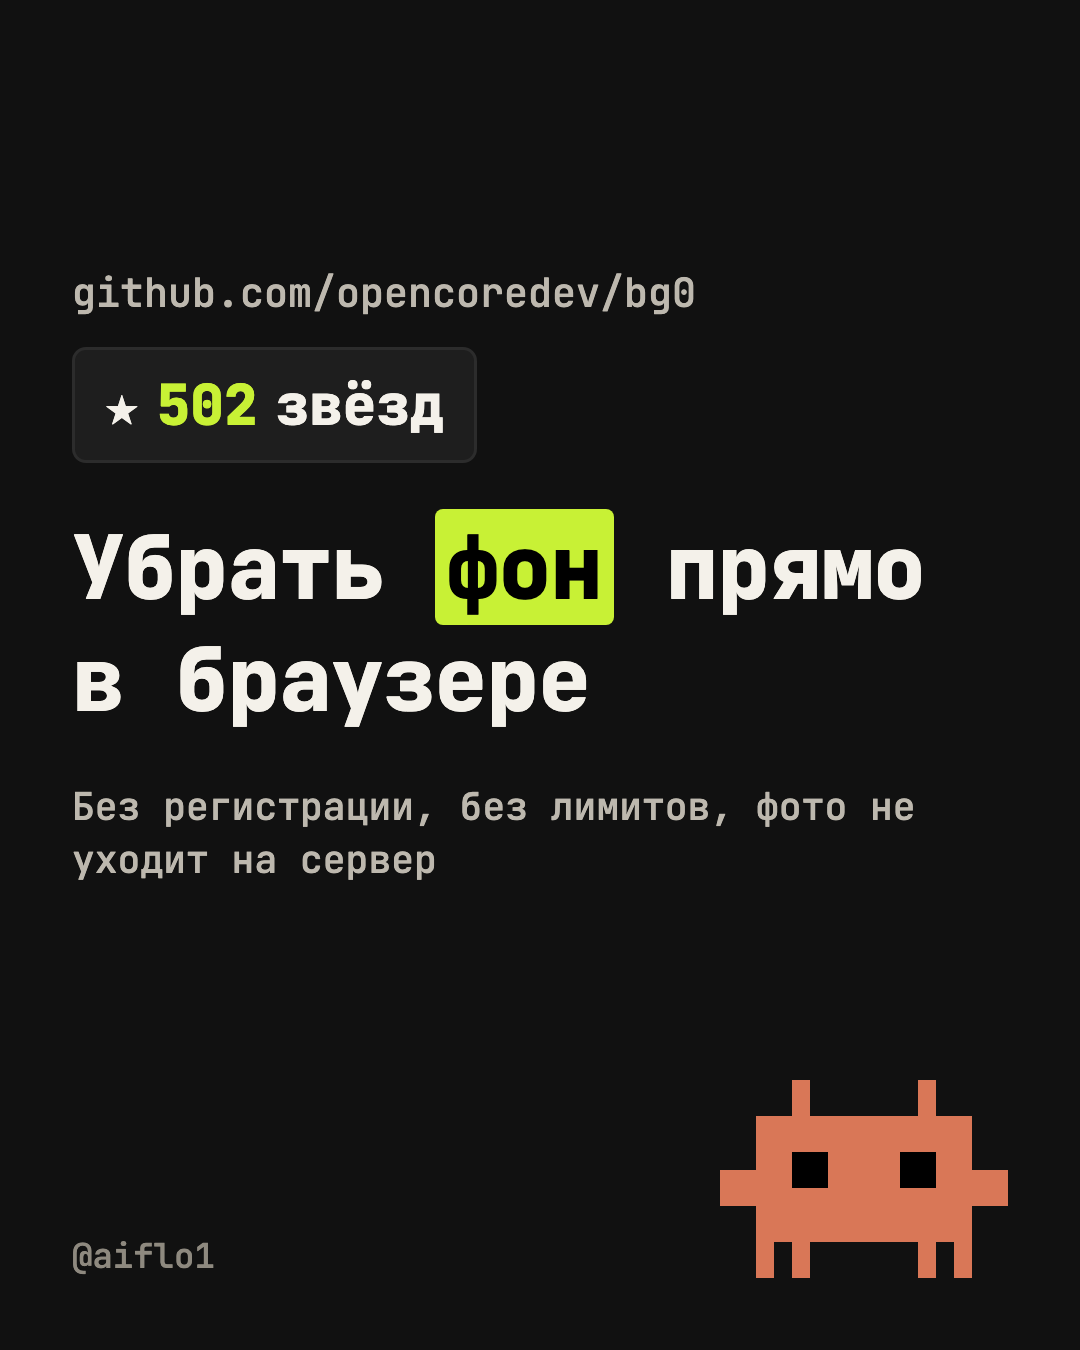 github.com/opencoredev/bg0
★ 502 звёзд
Убрать фон прямо
в браузере
Без регистрации, без лимитов, фото не
уходит на сервер
@aiflo1